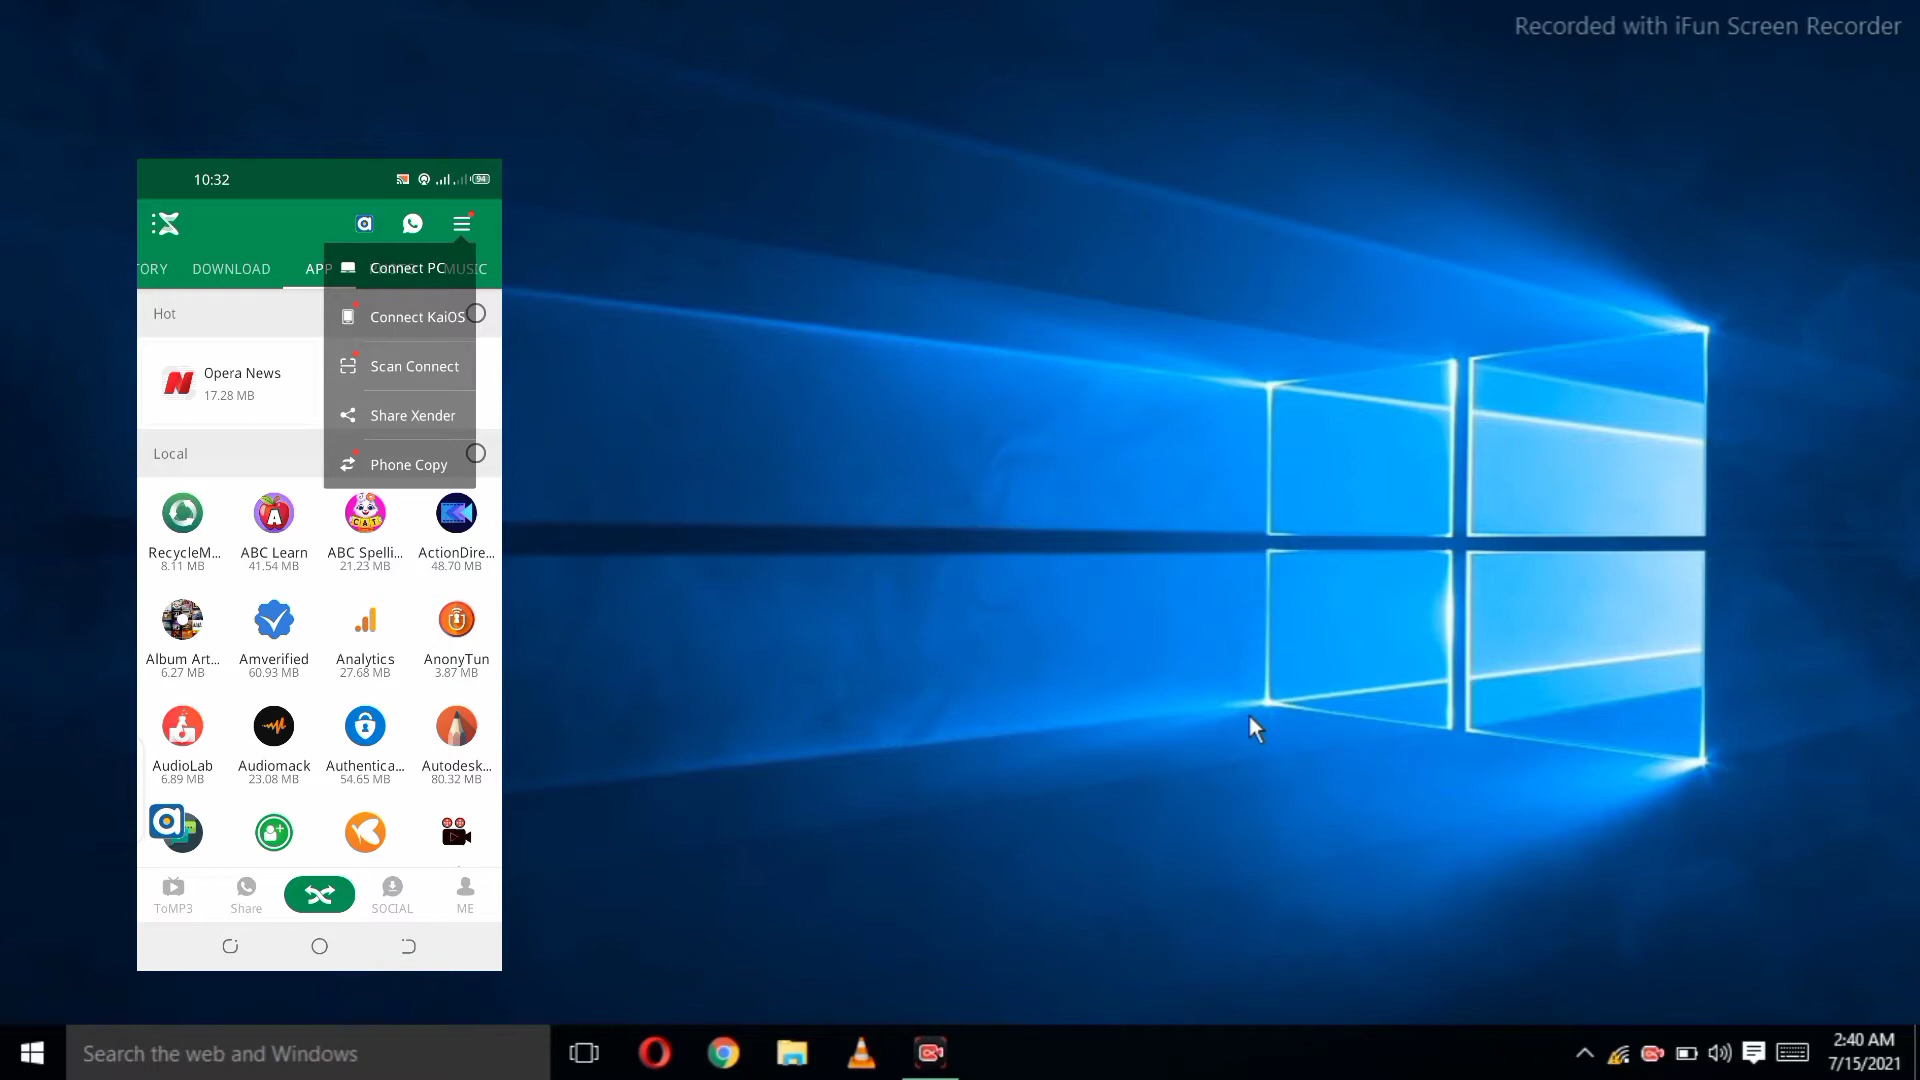 Recorded with iFun Screen Recorder
10:32
94
TORY DOWNLOAD APP MUSIC
Connect PC
Hot
Connect KaiOS
Opera News
17.28 MB
Scan Connect
Share Xender
Local
Phone Copy
RecycleM... ABC Learn ABC Spelli... ActionDire...
8.11 MB 41.54 MB 21.23 MB 48.70 MB
Album Art... Amverified Analytics AnonyTun
6.27 MB 60.93 MB 27.68 MB 3.87 MB
AudioLab Audiomack Authentica... Autodesk...
6.89 MB 23.08 MB 54.65 MB 80.32 MB
ToMP3 Share SOCIAL ME
Search the web and Windows
2:40 AM
7/15/2021